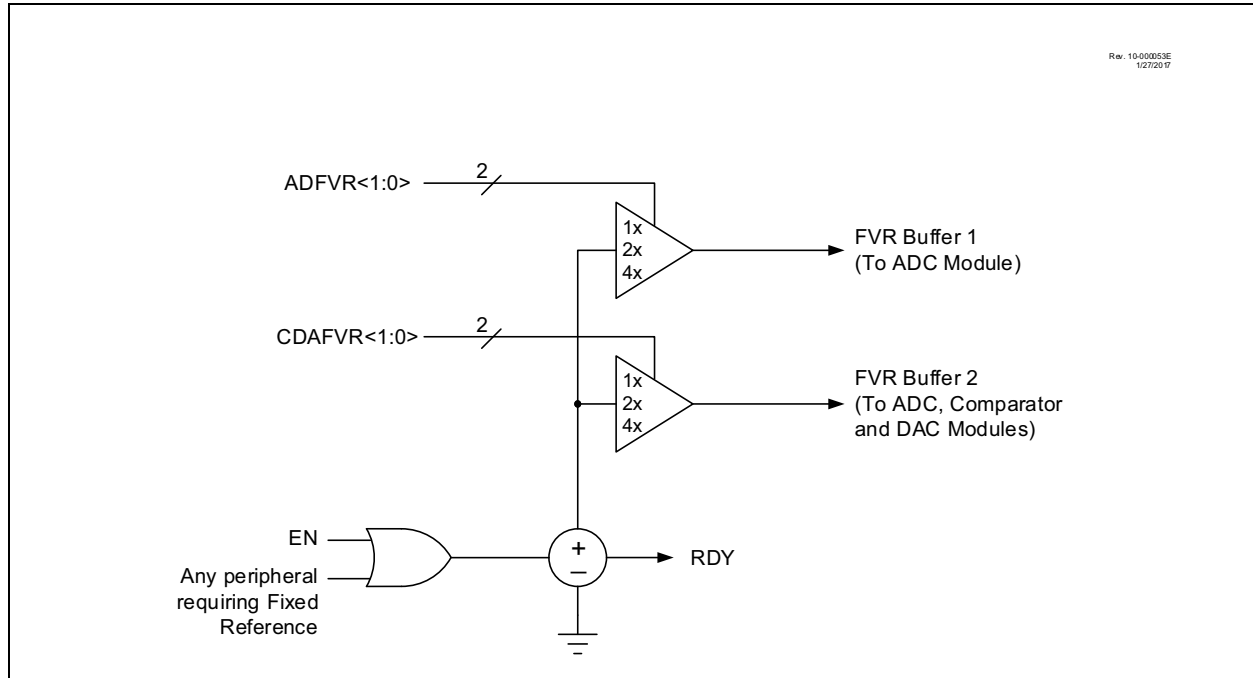 Rev. 10-000053E
1/27/2017
2
ADFVR<1:0>
1x
2x
4x
FVR Buffer 1
(To ADC Module)
2
CDAFVR<1:0>
1x
2x
4x
FVR Buffer 2
(To ADC, Comparator
and DAC Modules)
EN
+
–
RDY
Any peripheral
requiring Fixed
Reference